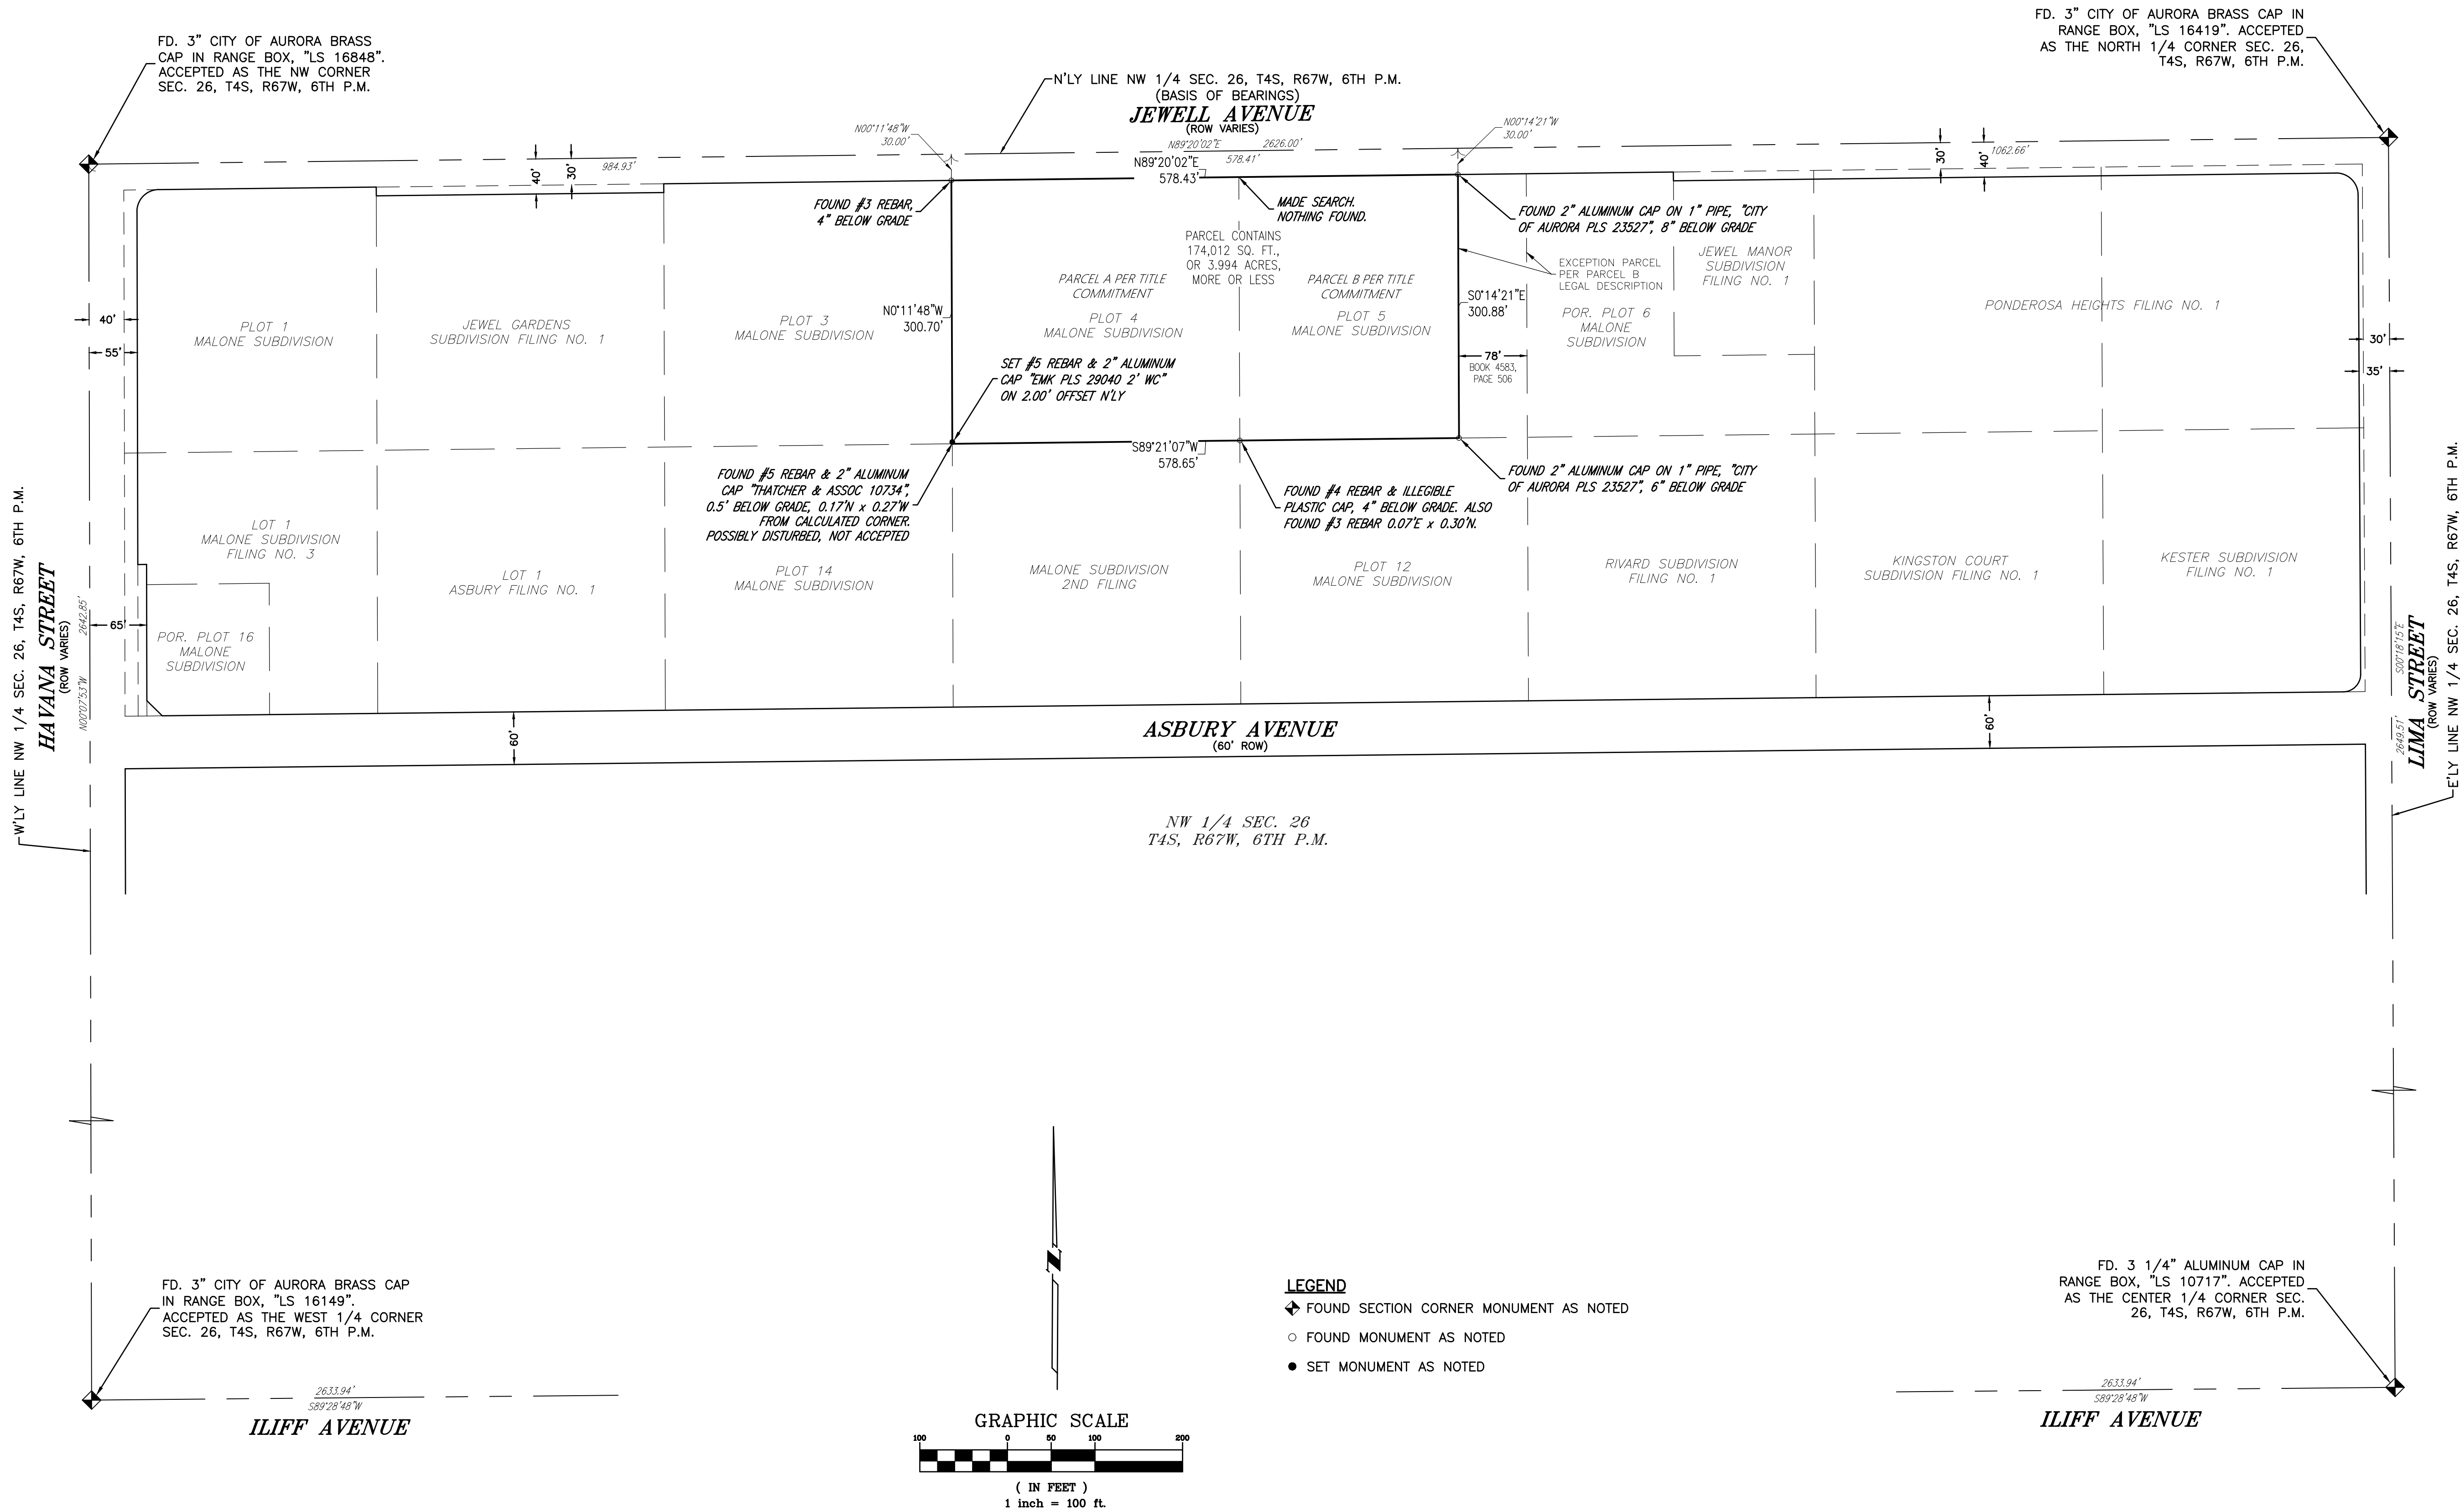 FD. 3" CITY OF AURORA BRASS
CAP IN RANGE BOX, "LS 16848".
ACCEPTED AS THE NW CORNER
SEC. 26, T4S, R67W, 6TH P.M.
FD. 3" CITY OF AURORA BRASS CAP IN
RANGE BOX, "LS 16419". ACCEPTED
AS THE NORTH 1/4 CORNER SEC. 26,
T4S, R67W, 6TH P.M.
N'LY LINE NW 1/4 SEC. 26, T4S, R67W, 6TH P.M.
(BASIS OF BEARINGS)
JEWELL AVENUE
(ROW VARIES)
N89°20'02"E 2626.00'
984.93'
578.41'
1062.66'
N00°11'48"W
30.00'
N00°14'21"W
30.00'
N89°20'02"E
578.43'
40'
30'
30'
40'
FOUND #3 REBAR,
4" BELOW GRADE
MADE SEARCH.
NOTHING FOUND.
FOUND 2" ALUMINUM CAP ON 1" PIPE, "CITY
OF AURORA PLS 23527", 8" BELOW GRADE
PARCEL CONTAINS
174,012 SQ. FT.,
OR 3.994 ACRES,
MORE OR LESS
EXCEPTION PARCEL
PER PARCEL B
LEGAL DESCRIPTION
JEWEL MANOR
SUBDIVISION
FILING NO. 1
PARCEL A PER TITLE
COMMITMENT
PARCEL B PER TITLE
COMMITMENT
N0°11'48"W
300.70'
S0°14'21"E
300.88'
40'
55'
PLOT 1
MALONE SUBDIVISION
JEWEL GARDENS
SUBDIVISION FILING NO. 1
PLOT 3
MALONE SUBDIVISION
PLOT 4
MALONE SUBDIVISION
PLOT 5
MALONE SUBDIVISION
POR. PLOT 6
MALONE
SUBDIVISION
PONDEROSA HEIGHTS FILING NO. 1
30'
35'
78'
BOOK 4583,
PAGE 506
SET #5 REBAR & 2" ALUMINUM
CAP "EMK PLS 29040 2' WC"
ON 2.00' OFFSET N'LY
S89°21'07"W
578.65'
FOUND #5 REBAR & 2" ALUMINUM
CAP "THATCHER & ASSOC 10734",
0.5' BELOW GRADE, 0.17'N x 0.27'W
FROM CALCULATED CORNER.
POSSIBLY DISTURBED, NOT ACCEPTED
FOUND #4 REBAR & ILLEGIBLE
PLASTIC CAP, 4" BELOW GRADE. ALSO
FOUND #3 REBAR 0.07'E x 0.30'N.
FOUND 2" ALUMINUM CAP ON 1" PIPE, "CITY
OF AURORA PLS 23527", 6" BELOW GRADE
LOT 1
MALONE SUBDIVISION
FILING NO. 3
LOT 1
ASBURY FILING NO. 1
PLOT 14
MALONE SUBDIVISION
MALONE SUBDIVISION
2ND FILING
PLOT 12
MALONE SUBDIVISION
RIVARD SUBDIVISION
FILING NO. 1
KINGSTON COURT
SUBDIVISION FILING NO. 1
KESTER SUBDIVISION
FILING NO. 1
65'
POR. PLOT 16
MALONE
SUBDIVISION
W'LY LINE NW 1/4 SEC. 26, T4S, R67W, 6TH P.M.
HAVANA STREET
(ROW VARIES)
N00°07'53"W 2642.85'
2649.51' S00°18'15"E
LIMA STREET
(ROW VARIES)
E'LY LINE NW 1/4 SEC. 26, T4S, R67W, 6TH P.M.
60'
ASBURY AVENUE
(60' ROW)
60'
NW 1/4 SEC. 26
T4S, R67W, 6TH P.M.
N
FD. 3" CITY OF AURORA BRASS CAP
IN RANGE BOX, "LS 16149".
ACCEPTED AS THE WEST 1/4 CORNER
SEC. 26, T4S, R67W, 6TH P.M.
FD. 3 1/4" ALUMINUM CAP IN
RANGE BOX, "LS 10717". ACCEPTED
AS THE CENTER 1/4 CORNER SEC.
26, T4S, R67W, 6TH P.M.
LEGEND
FOUND SECTION CORNER MONUMENT AS NOTED
FOUND MONUMENT AS NOTED
SET MONUMENT AS NOTED
2633.94'
S89°28'48"W
ILIFF AVENUE
2633.94'
S89°28'48"W
ILIFF AVENUE
GRAPHIC SCALE
100 0 50 100 200
( IN FEET )
1 inch = 100 ft.